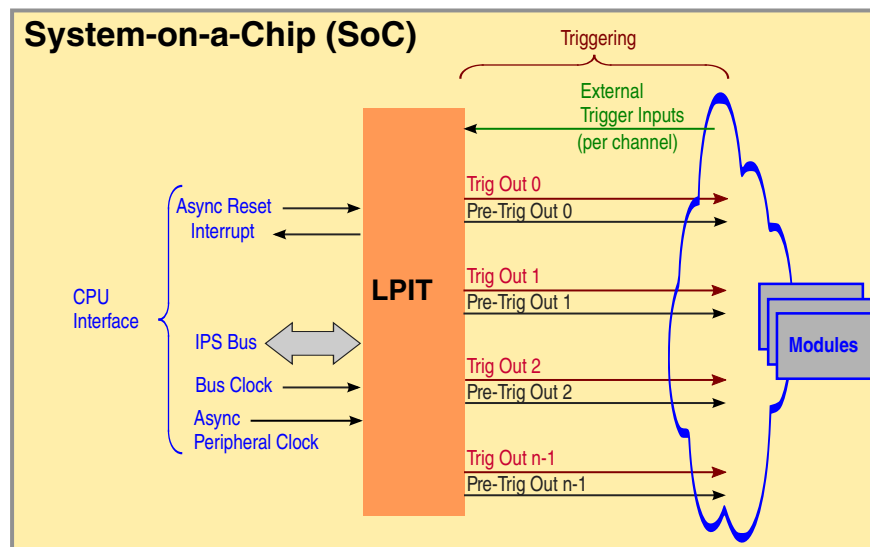 System-on-a-Chip (SoC)
Triggering
External
Trigger Inputs
(per channel)
Trig Out 0
Pre-Trig Out 0
Async Reset
Interrupt
CPU
Interface
LPIT
Trig Out 1
Pre-Trig Out 1
IPS Bus
Modules
Bus Clock
Trig Out 2
Pre-Trig Out 2
Async
Peripheral Clock
Trig Out n-1
Pre-Trig Out n-1